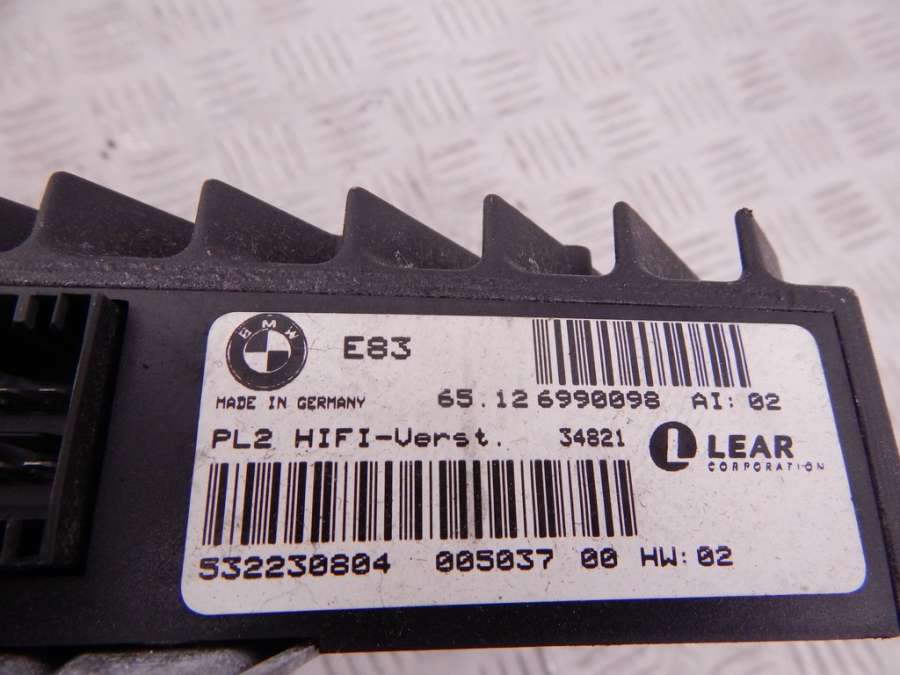 BMW E83
MADE IN GERMANY 65.12 6990098 AI: 02
PL2 HIFI-Verst. 34821 LEAR
CORPORATION
532230804 005037 00 HW:02